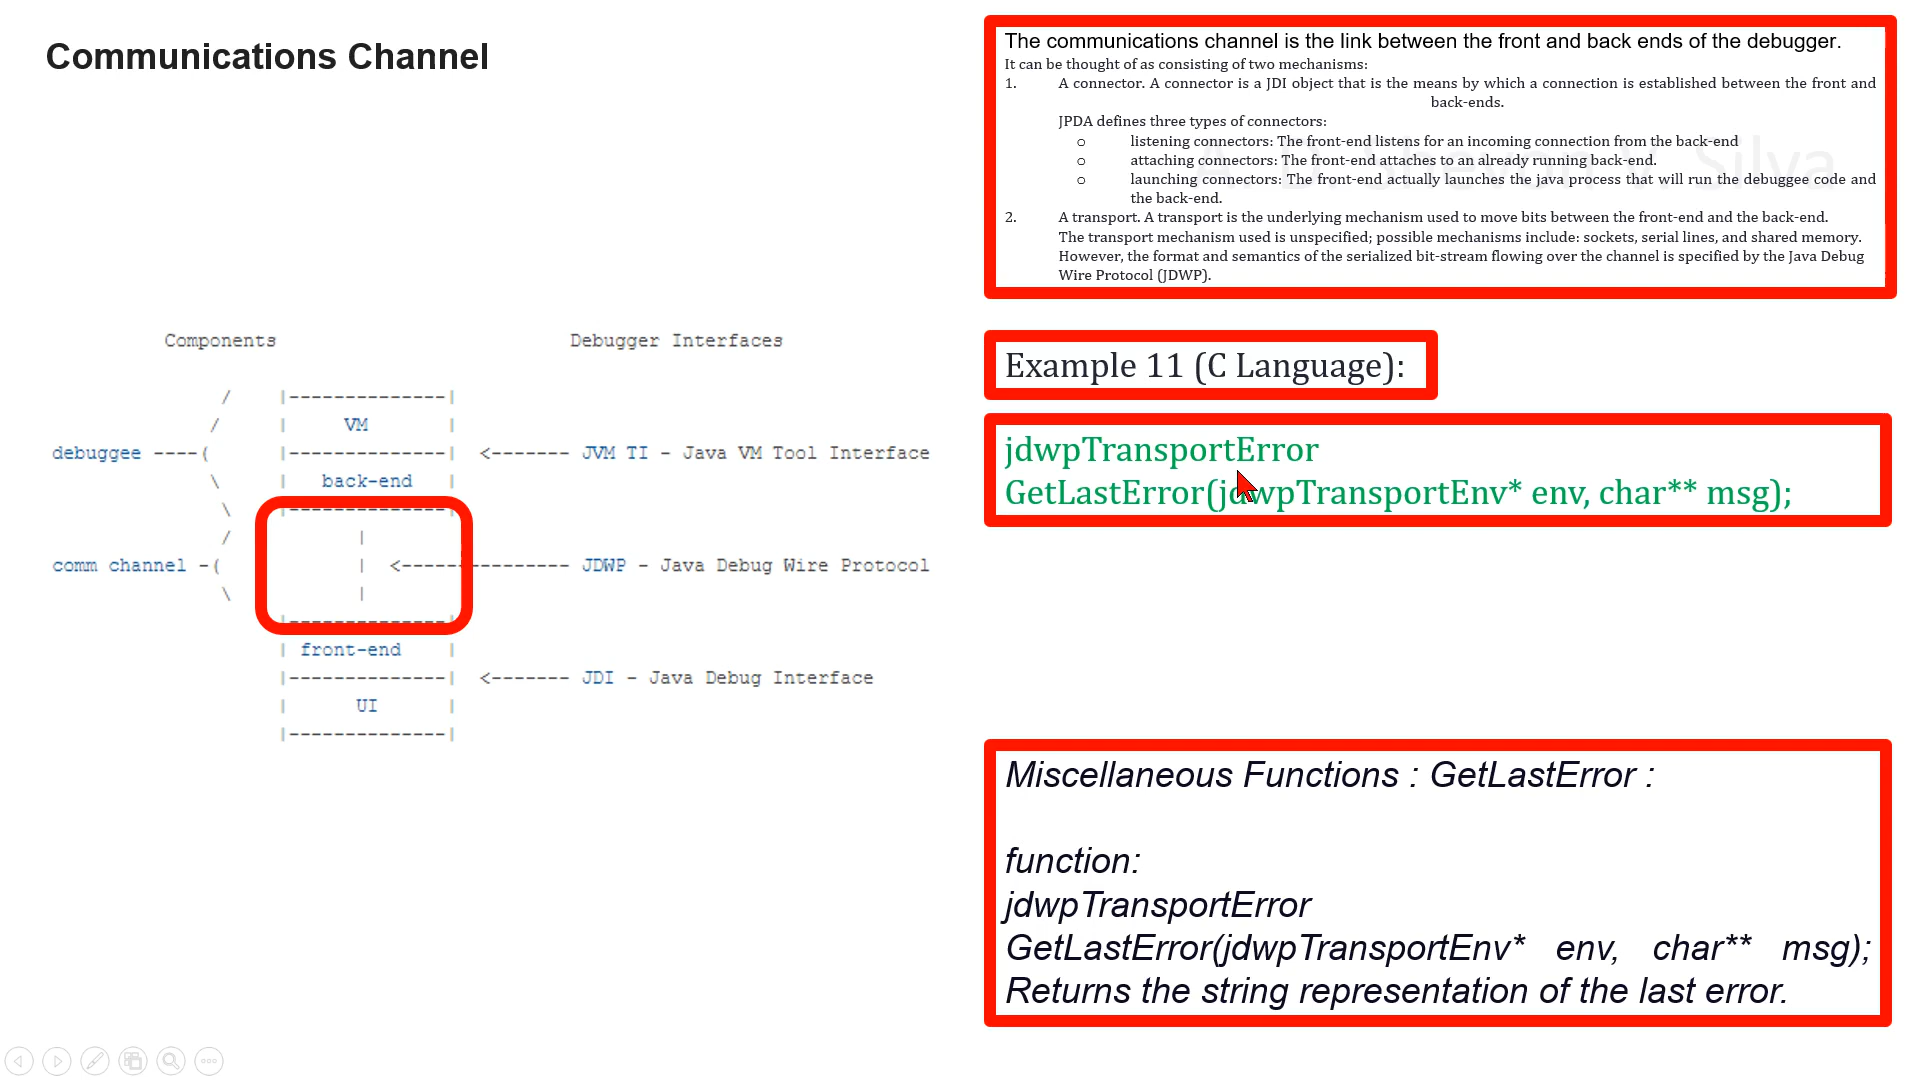 Communications Channel
The communications channel is the link between the front and back ends of the debugger.
It can be thought of as consisting of two mechanisms:
1. A connector. A connector is a JDI object that is the means by which a connection is established between the front and
back-ends.
JPDA defines three types of connectors:
o listening connectors: The front-end listens for an incoming connection from the back-end
o attaching connectors: The front-end attaches to an already running back-end.
o launching connectors: The front-end actually launches the java process that will run the debuggee code and
the back-end.
2. A transport. A transport is the underlying mechanism used to move bits between the front-end and the back-end.
The transport mechanism used is unspecified; possible mechanisms include: sockets, serial lines, and shared memory.
However, the format and semantics of the serialized bit-stream flowing over the channel is specified by the Java Debug
Wire Protocol (JDWP).
Silva
Components Debugger Interfaces
/ |--------------|
/ | VM |
debuggee ----( |--------------| <------- JVM TI - Java VM Tool Interface
\ | back-end |
\ |--------------|
/ |
comm channel -( | <--------------- JDWP - Java Debug Wire Protocol
\ |
|--------------|
| front-end |
|--------------| <------- JDI - Java Debug Interface
| UI |
|--------------|
Example 11 (C Language):
jdwpTransportError
GetLastError(jdwpTransportEnv* env, char** msg);
Miscellaneous Functions : GetLastError :
function:
jdwpTransportError
GetLastError(jdwpTransportEnv* env, char** msg);
Returns the string representation of the last error.